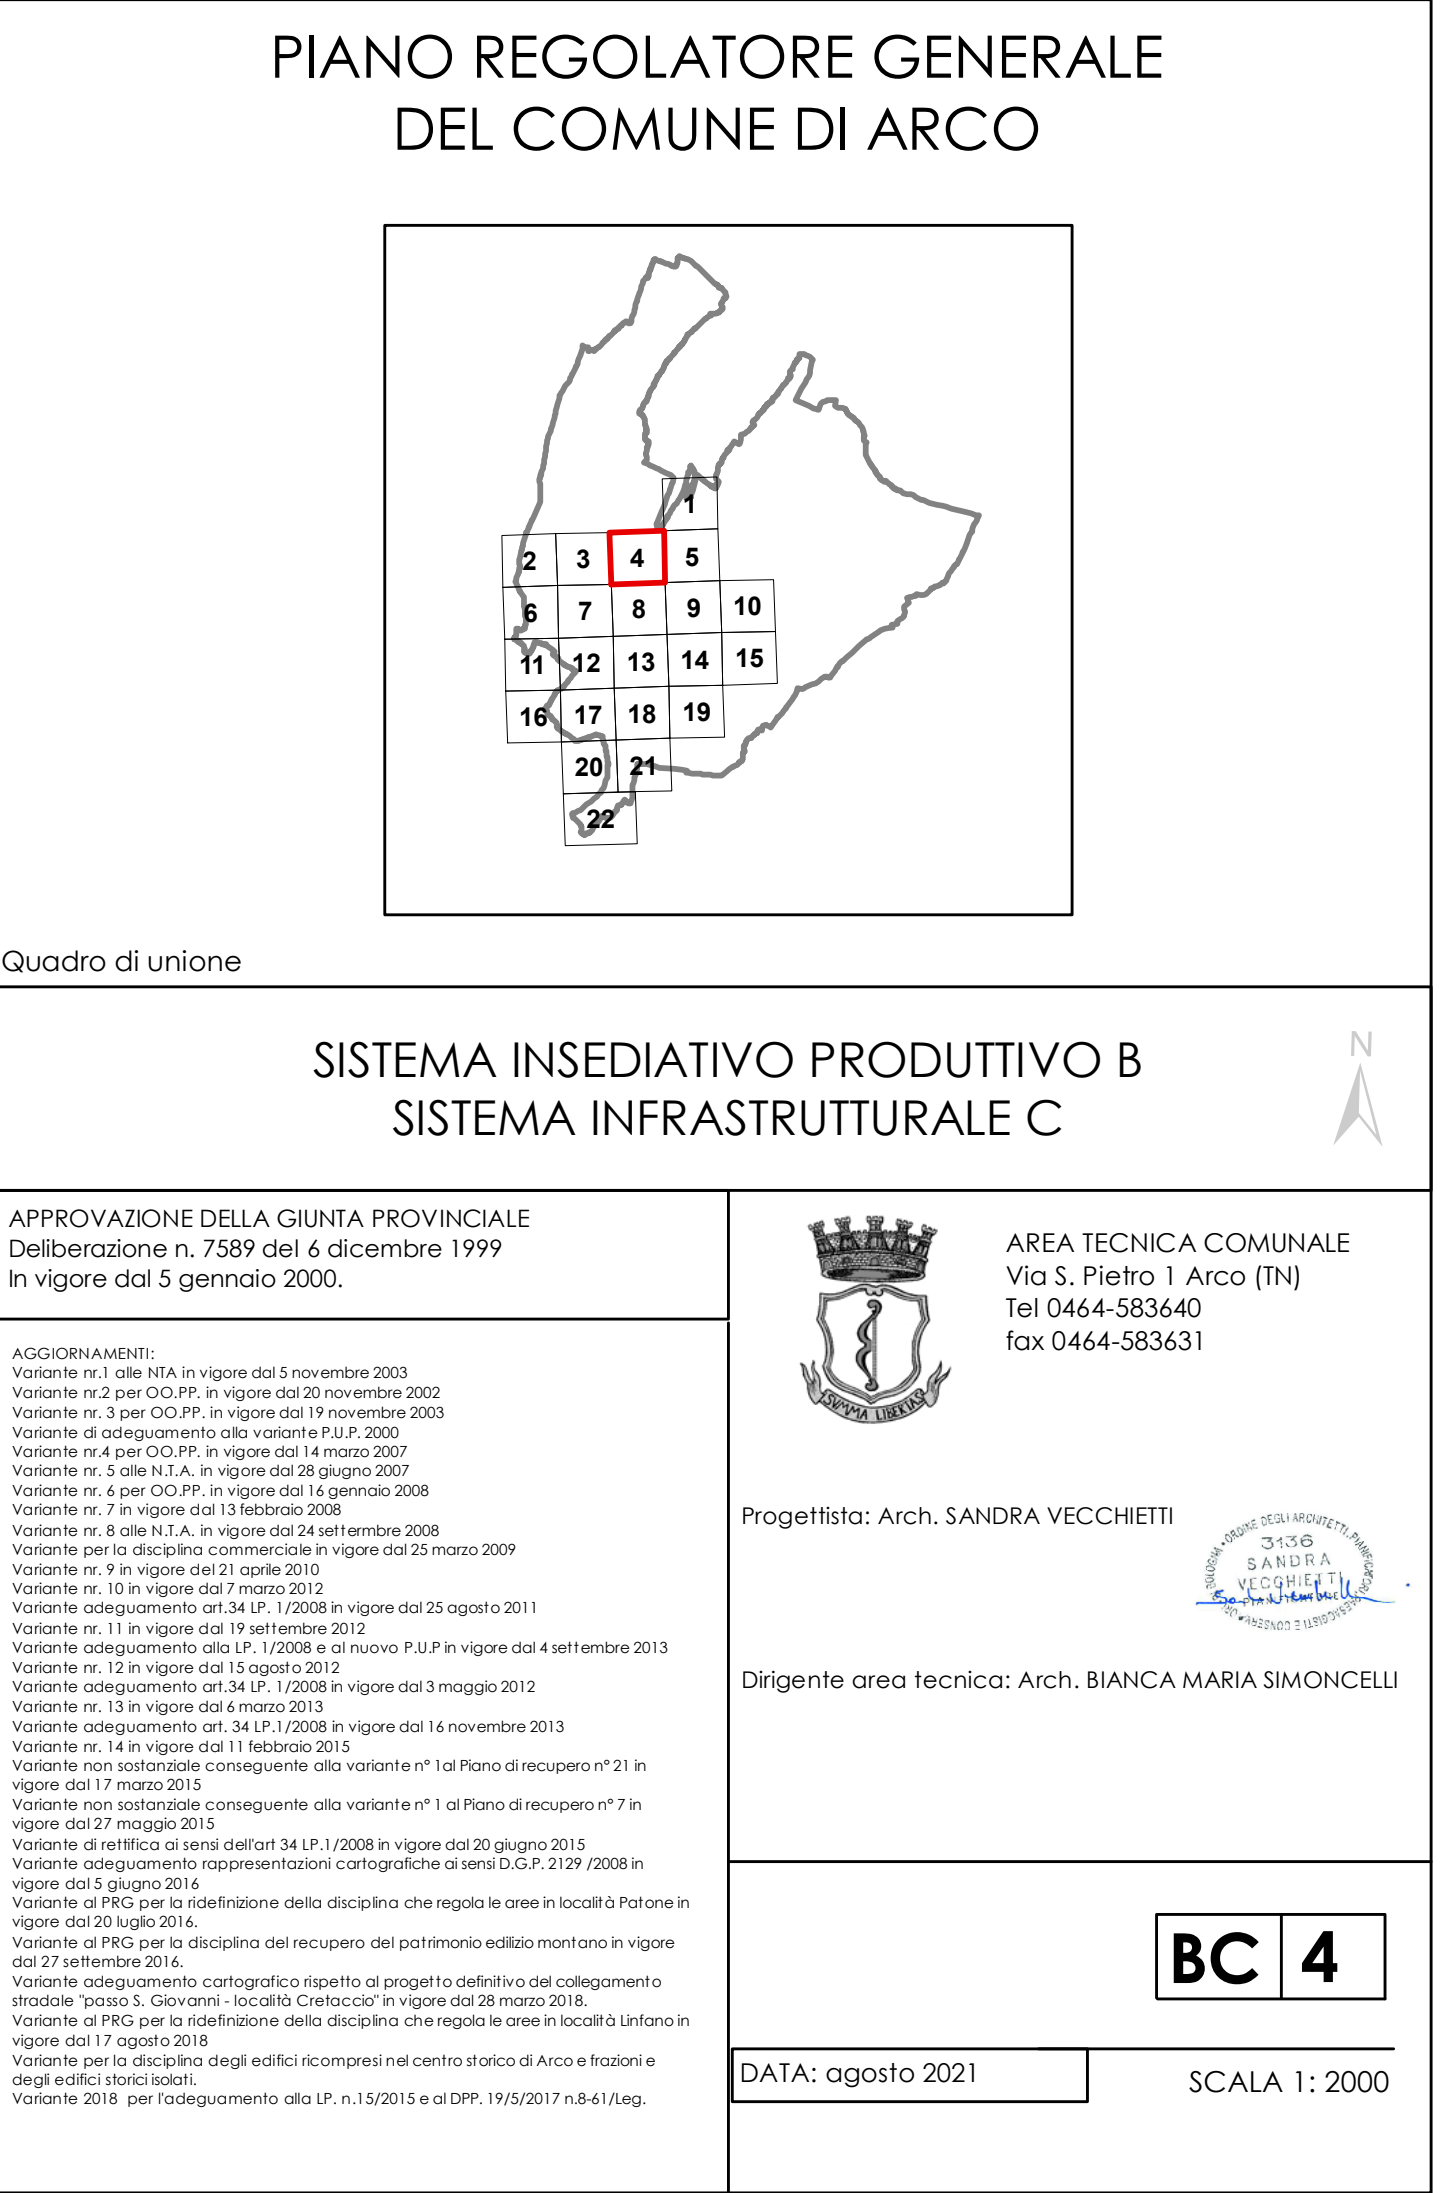 PIANO REGOLATORE GENERALE
DEL COMUNE DI ARCO
1
2 3 4 5
6 7 8 9 10
11 12 13 14 15
16 17 18 19
20 21
22
Quadro di unione
SISTEMA INSEDIATIVO PRODUTTIVO B
SISTEMA INFRASTRUTTURALE C
N
APPROVAZIONE DELLA GIUNTA PROVINCIALE
Deliberazione n. 7589 del 6 dicembre 1999
In vigore dal 5 gennaio 2000.
AGGIORNAMENTI:
Variante nr.1 alle NTA in vigore dal 5 novembre 2003
Variante nr.2 per OO.PP. in vigore dal 20 novembre 2002
Variante nr. 3 per OO.PP. in vigore dal 19 novembre 2003
Variante di adeguamento alla variante P.U.P. 2000
Variante nr.4 per OO.PP. in vigore dal 14 marzo 2007
Variante nr. 5 alle N.T.A. in vigore dal 28 giugno 2007
Variante nr. 6 per OO.PP. in vigore dal 16 gennaio 2008
Variante nr. 7 in vigore dal 13 febbraio 2008
Variante nr. 8 alle N.T.A. in vigore dal 24 settermbre 2008
Variante per la disciplina commerciale in vigore dal 25 marzo 2009
Variante nr. 9 in vigore del 21 aprile 2010
Variante nr. 10 in vigore dal 7 marzo 2012
Variante adeguamento art.34 LP. 1/2008 in vigore dal 25 agosto 2011
Variante nr. 11 in vigore dal 19 settembre 2012
Variante adeguamento alla LP. 1/2008 e al nuovo P.U.P in vigore dal 4 settembre 2013
Variante nr. 12 in vigore dal 15 agosto 2012
Variante adeguamento art.34 LP. 1/2008 in vigore dal 3 maggio 2012
Variante nr. 13 in vigore dal 6 marzo 2013
Variante adeguamento art. 34 LP.1/2008 in vigore dal 16 novembre 2013
Variante nr. 14 in vigore dal 11 febbraio 2015
Variante non sostanziale conseguente alla variante n° 1al Piano di recupero n° 21 in
vigore dal 17 marzo 2015
Variante non sostanziale conseguente alla variante n° 1 al Piano di recupero n° 7 in
vigore dal 27 maggio 2015
Variante di rettifica ai sensi dell'art 34 LP.1/2008 in vigore dal 20 giugno 2015
Variante adeguamento rappresentazioni cartografiche ai sensi D.G.P. 2129 /2008 in
vigore dal 5 giugno 2016
Variante al PRG per la ridefinizione della disciplina che regola le aree in località Patone in
vigore dal 20 luglio 2016.
Variante al PRG per la disciplina del recupero del patrimonio edilizio montano in vigore
dal 27 settembre 2016.
Variante adeguamento cartografico rispetto al progetto definitivo del collegamento
stradale "passo S. Giovanni - località Cretaccio" in vigore dal 28 marzo 2018.
Variante al PRG per la ridefinizione della disciplina che regola le aree in località Linfano in
vigore dal 17 agosto 2018
Variante per la disciplina degli edifici ricompresi nel centro storico di Arco e frazioni e
degli edifici storici isolati.
Variante 2018 per l'adeguamento alla LP. n.15/2015 e al DPP. 19/5/2017 n.8-61/Leg.
SVMMA LIBERTAS
AREA TECNICA COMUNALE
Via S. Pietro 1 Arco (TN)
Tel 0464-583640
fax 0464-583631
Progettista: Arch. SANDRA VECCHIETTI
ORDINE DEGLI ARCHITETTI, PIANIFICATORI
BOLOGNA
3136
SANDRA
VECCHIETTI
Dirigente area tecnica: Arch. BIANCA MARIA SIMONCELLI
BC 4
DATA: agosto 2021
SCALA 1: 2000